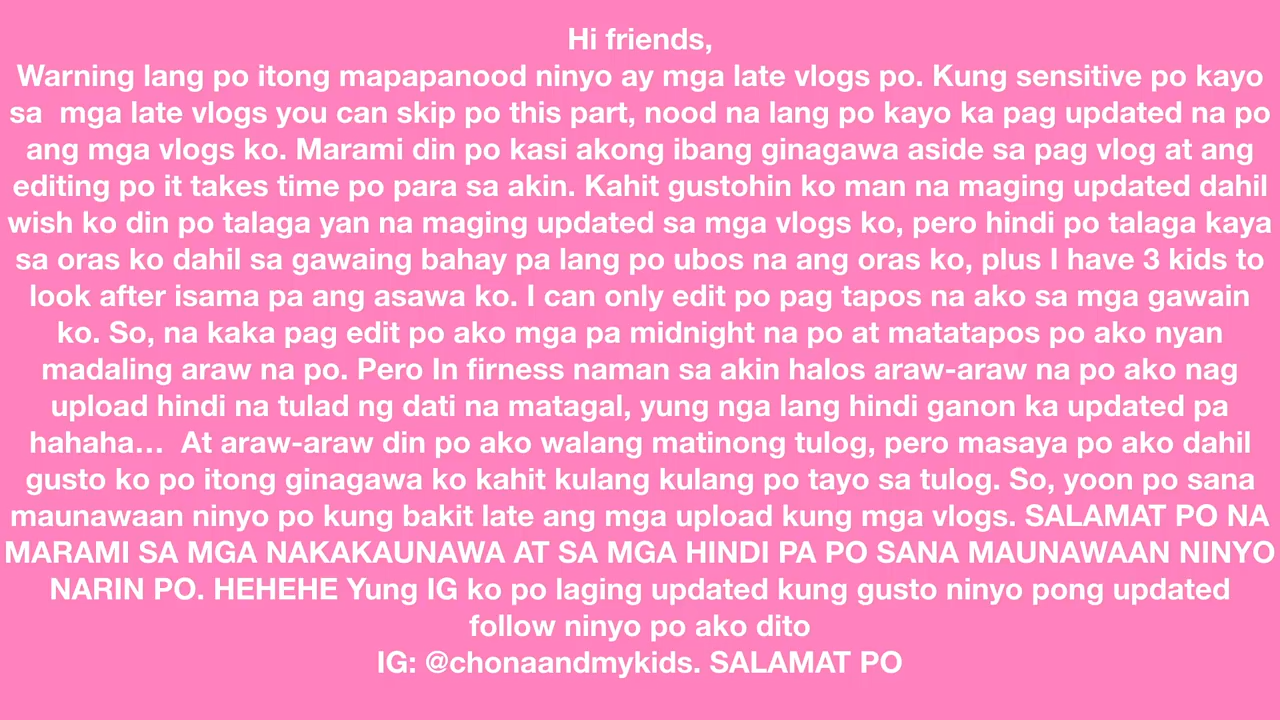 Hi friends,
Warning lang po itong mapapanood ninyo ay mga late vlogs po. Kung sensitive po kayo
sa  mga late vlogs you can skip po this part, nood na lang po kayo ka pag updated na po
ang mga vlogs ko. Marami din po kasi akong ibang ginagawa aside sa pag vlog at ang
editing po it takes time po para sa akin. Kahit gustohin ko man na maging updated dahil
wish ko din po talaga yan na maging updated sa mga vlogs ko, pero hindi po talaga kaya
sa oras ko dahil sa gawaing bahay pa lang po ubos na ang oras ko, plus I have 3 kids to
look after isama pa ang asawa ko. I can only edit po pag tapos na ako sa mga gawain
ko. So, na kaka pag edit po ako mga pa midnight na po at matatapos po ako nyan
madaling araw na po. Pero In firness naman sa akin halos araw-araw na po ako nag
upload hindi na tulad ng dati na matagal, yung nga lang hindi ganon ka updated pa
hahaha…  At araw-araw din po ako walang matinong tulog, pero masaya po ako dahil
gusto ko po itong ginagawa ko kahit kulang kulang po tayo sa tulog. So, yoon po sana
maunawaan ninyo po kung bakit late ang mga upload kung mga vlogs. SALAMAT PO NA
MARAMI SA MGA NAKAKAUNAWA AT SA MGA HINDI PA PO SANA MAUNAWAAN NINYO
NARIN PO. HEHEHE Yung IG ko po laging updated kung gusto ninyo pong updated
follow ninyo po ako dito
IG: @chonaandmykids. SALAMAT PO